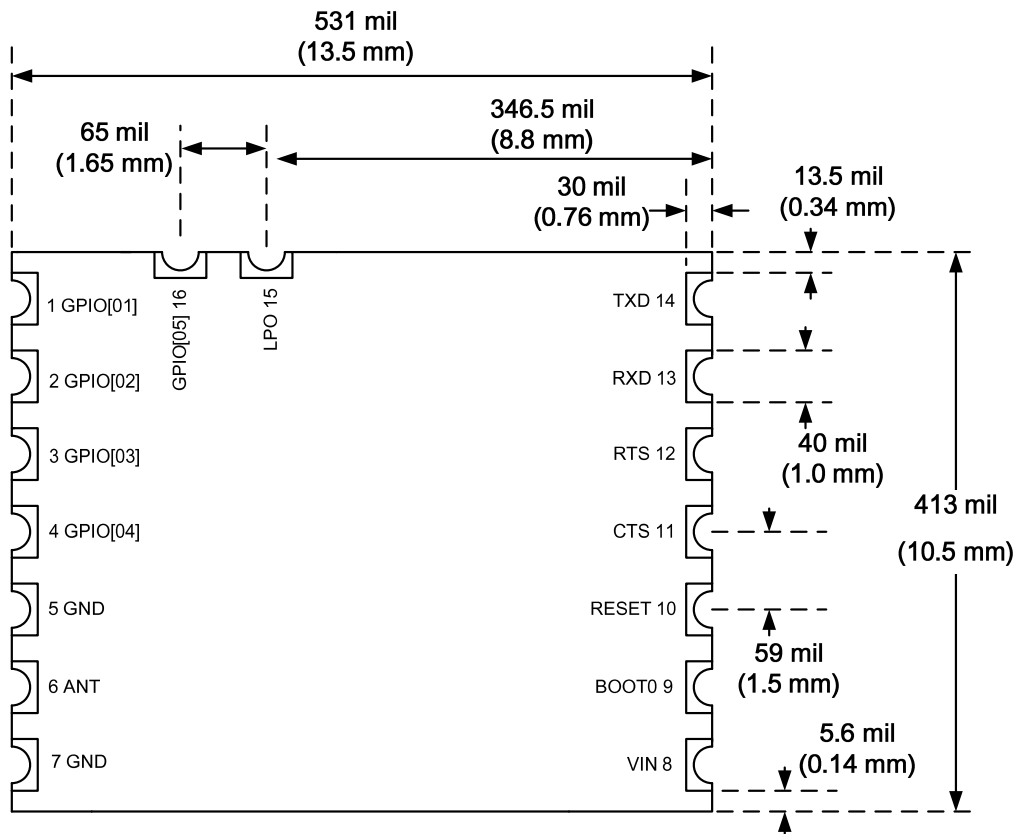 531 mil
(13.5 mm)
346.5 mil
(8.8 mm)
65 mil
(1.65 mm)
13.5 mil
(0.34 mm)
30 mil
(0.76 mm)
1 GPIO[01]
GPIO[05] 16
LPO 15
TXD 14
2 GPIO[02]
RXD 13
3 GPIO[03]
RTS 12
40 mil
(1.0 mm)
413 mil
(10.5 mm)
4 GPIO[04]
CTS 11
5 GND
RESET 10
59 mil
(1.5 mm)
6 ANT
BOOT0 9
5.6 mil
(0.14 mm)
7 GND
VIN 8